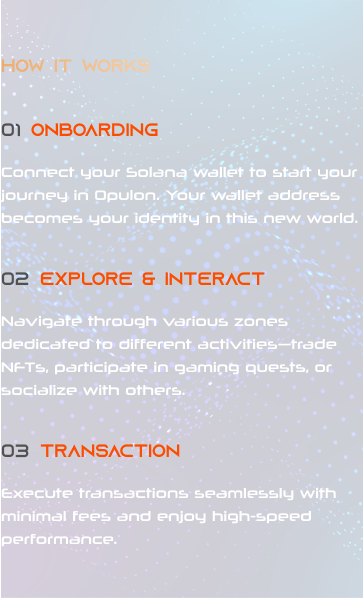 HOW IT WORKS
01 ONBOARDING
Connect your Solana wallet to start your
journey in Opulon. Your wallet address
becomes your identity in this new world.
02 EXPLORE & INTERACT
Navigate through various zones
dedicated to different activities—trade
NFTs, participate in gaming quests, or
socialize with others.
03 TRANSACTION
Execute transactions seamlessly with
minimal fees and enjoy high-speed
performance.